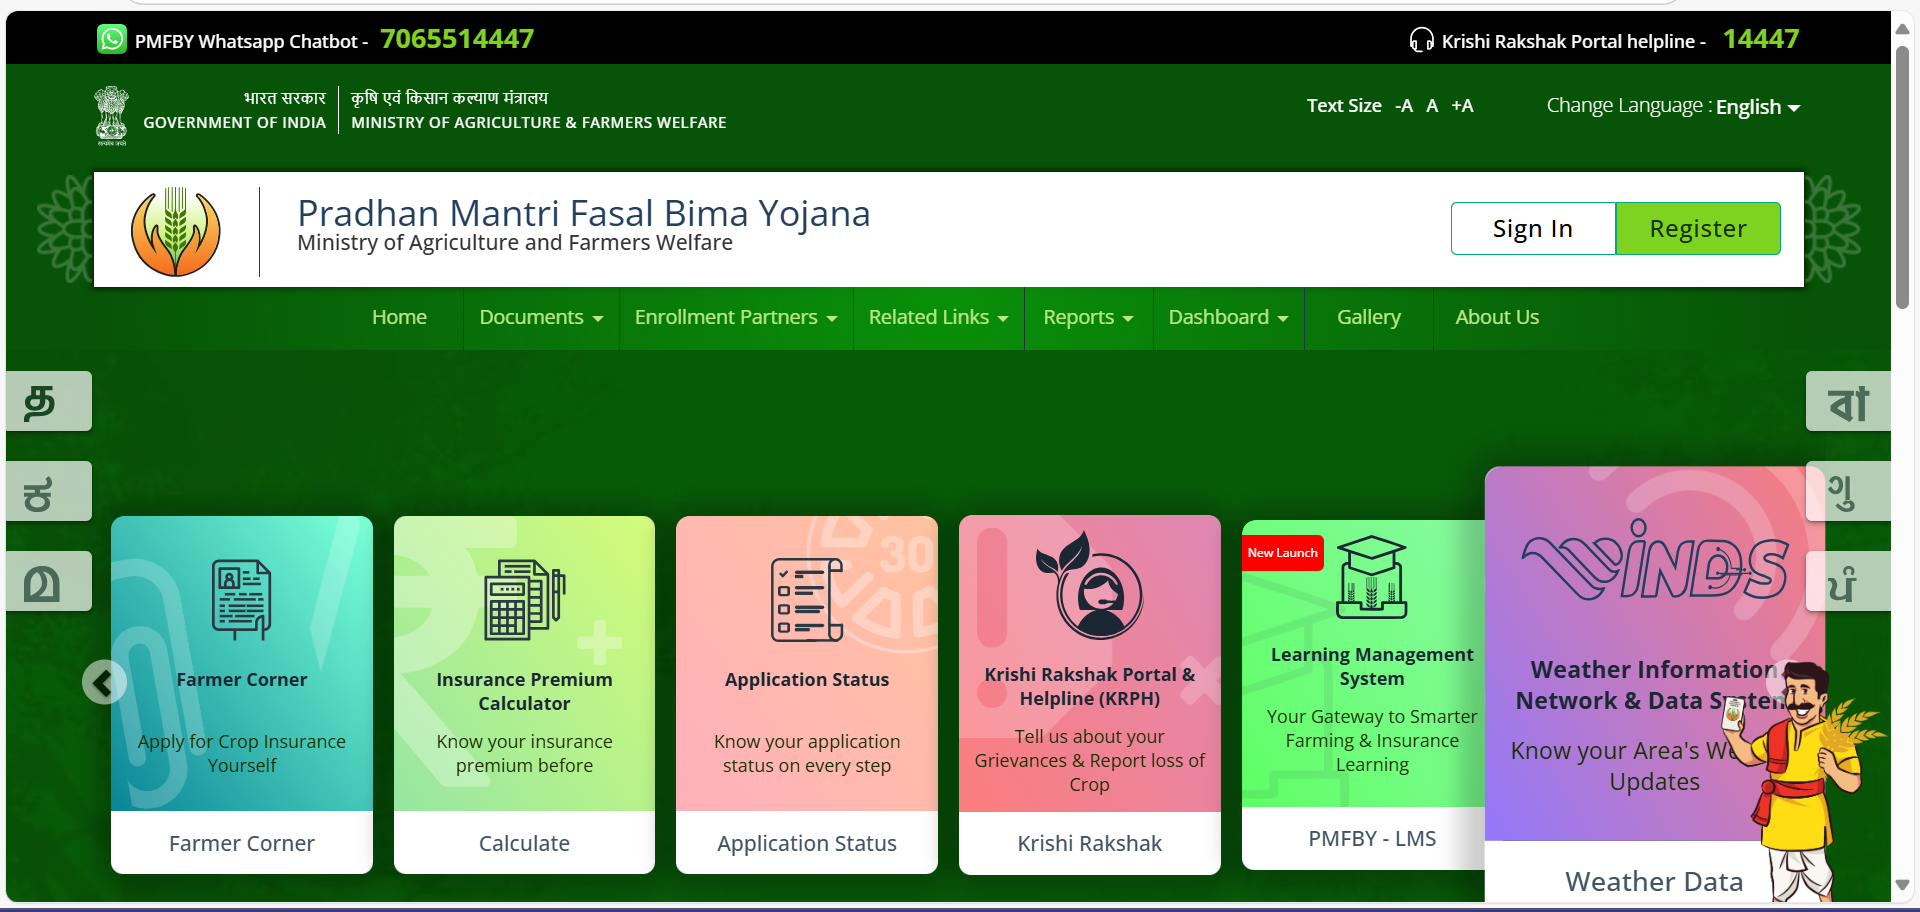 PMFBY Whatsapp Chatbot - 7065514447
Krishi Rakshak Portal helpline - 14447
भारत सरकार
GOVERNMENT OF INDIA
कृषि एवं किसान कल्याण मंत्रालय
MINISTRY OF AGRICULTURE & FARMERS WELFARE
सत्यमेव जयते
Text Size -A A +A
Change Language : English
Pradhan Mantri Fasal Bima Yojana
Ministry of Agriculture and Farmers Welfare
Sign In
Register
Home
Documents
Enrollment Partners
Related Links
Reports
Dashboard
Gallery
About Us
த
ಕ
മ
বা
ગુ
ਪੰ
Farmer Corner
Apply for Crop Insurance
Yourself
Farmer Corner
Insurance Premium
Calculator
Know your insurance
premium before
Calculate
30
Application Status
Know your application
status on every step
Application Status
Krishi Rakshak Portal &
Helpline (KRPH)
Tell us about your
Grievances & Report loss of
Crop
Krishi Rakshak
New Launch
Learning Management
System
Your Gateway to Smarter
Farming & Insurance
Learning
PMFBY - LMS
WINDS
Weather Information
Network & Data
Know your Area's
Updates
Weather Data